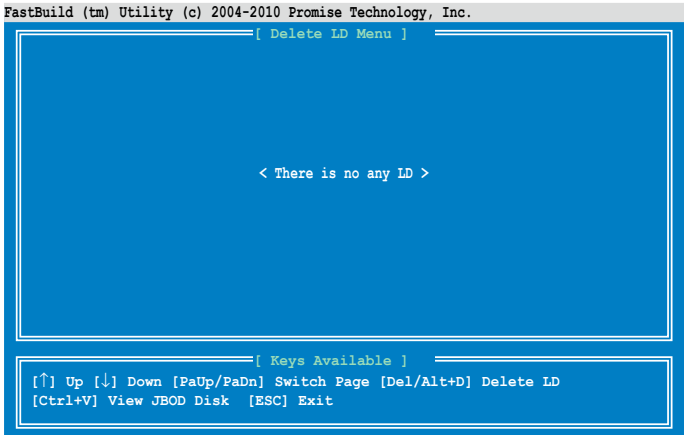 FastBuild (tm) Utility (c) 2004-2010 Promise Technology, Inc.
[ Delete LD Menu ]
< There is no any LD >
[ Keys Available ]
[↑] Up [↓] Down [PaUp/PaDn] Switch Page [Del/Alt+D] Delete LD
[Ctrl+V] View JBOD Disk [ESC] Exit